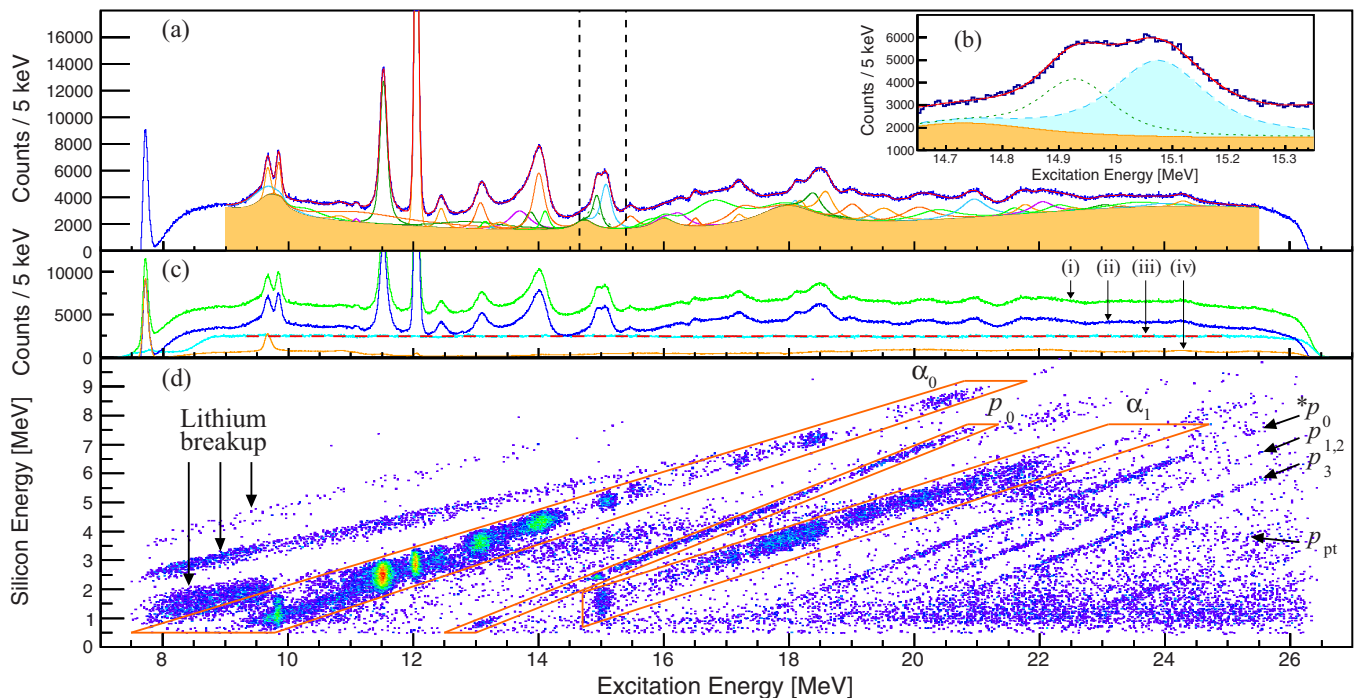 (a)
Counts / 5 keV
16000
14000
12000
10000
8000
6000
4000
2000
0
(b)
Counts / 5 keV
6000
5000
4000
3000
2000
1000
14.7 14.8 14.9 15 15.1 15.2 15.3
Excitation Energy [MeV]
(c)
Counts / 5 keV
10000
5000
0
(i) (ii) (iii) (iv)
(d)
Silicon Energy [MeV]
9
8
7
6
5
4
3
2
1
0
Lithium
breakup
α0
p0
α1
*p0
p1,2
p3
ppt
8 10 12 14 16 18 20 22 24 26
Excitation Energy [MeV]